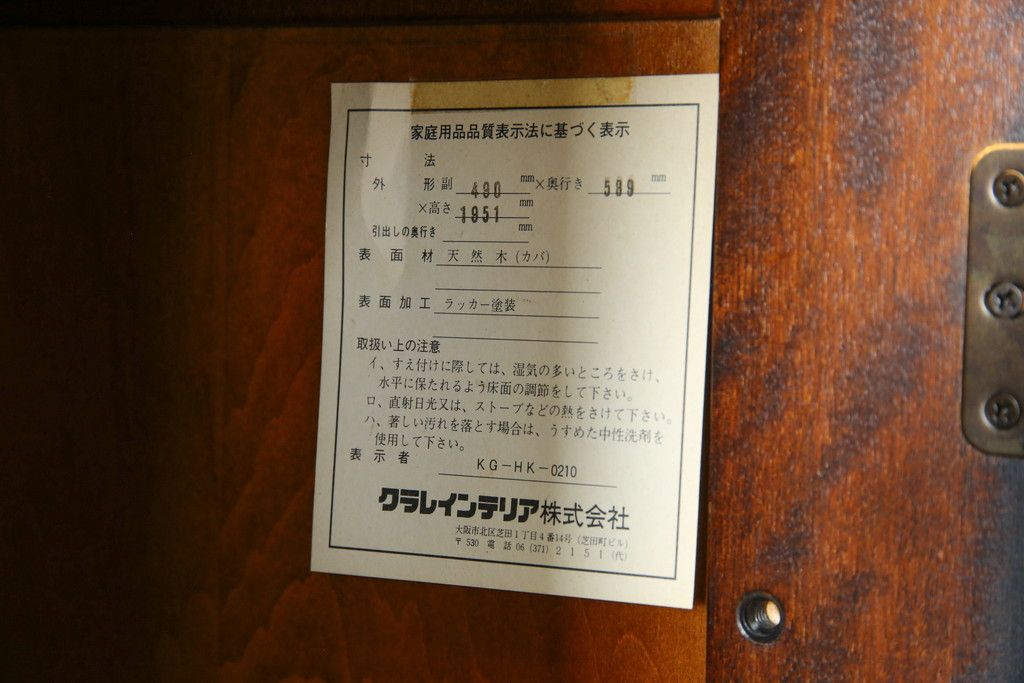 家庭用品品質表示法に基づく表示
寸法
外形副 490 mm×奥行き 589 mm
×高さ 1951 mm
引出しの奥行き mm
表面材 天然木(カバ)
表面加工 ラッカー塗装
取扱い上の注意
イ、すえ付けに際しては、湿気の多いところをさけ、
水平に保たれるよう床面の調節をして下さい。
ロ、直射日光又は、ストーブなどの熱をさけて下さい。
ハ、著しい汚れを落とす場合は、うすめた中性洗剤を
使用して下さい。
表示者 KG-HK-0210
クラレインテリア株式会社
大阪市北区芝田1丁目4番14号(芝田町ビル)
〒530 電話 06 (371) 2151(代)